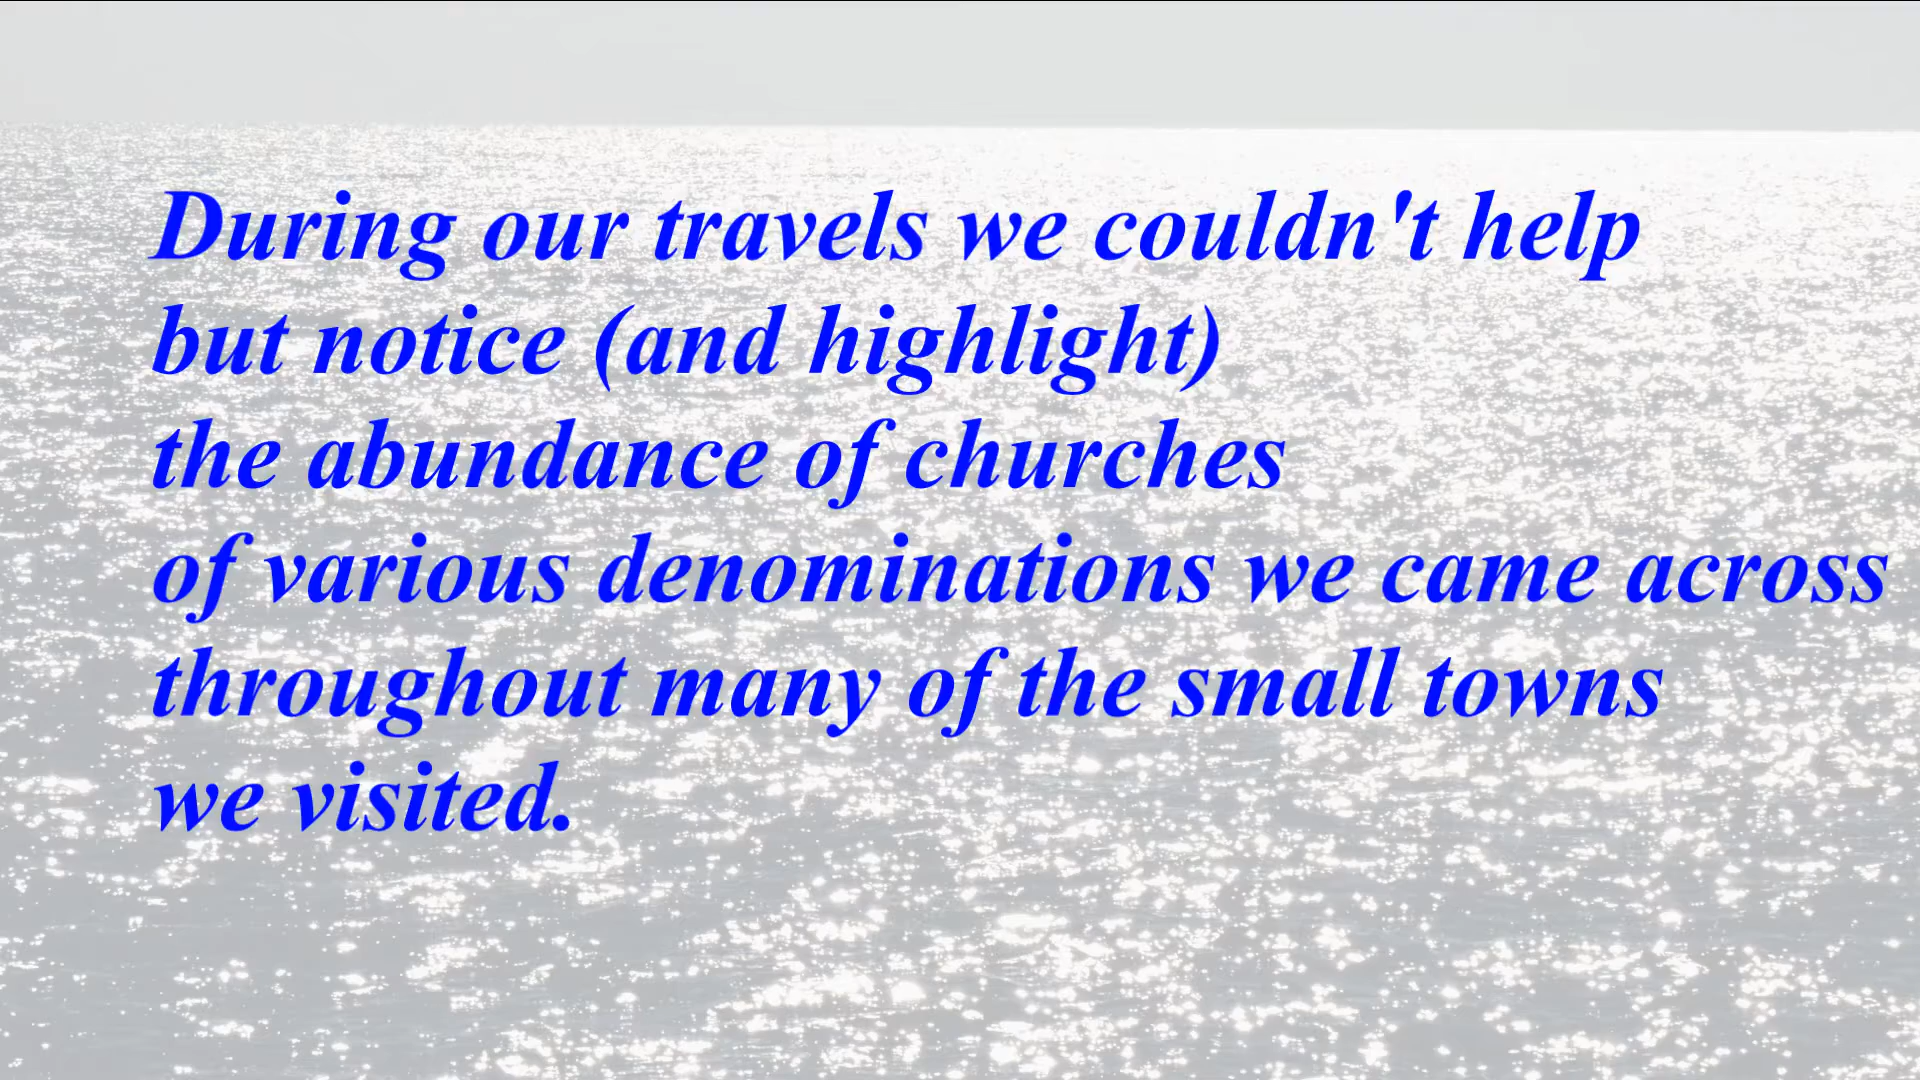 During our travels we couldn't help
but notice (and highlight)
the abundance of churches
of various denominations we came across
throughout many of the small towns
we visited.